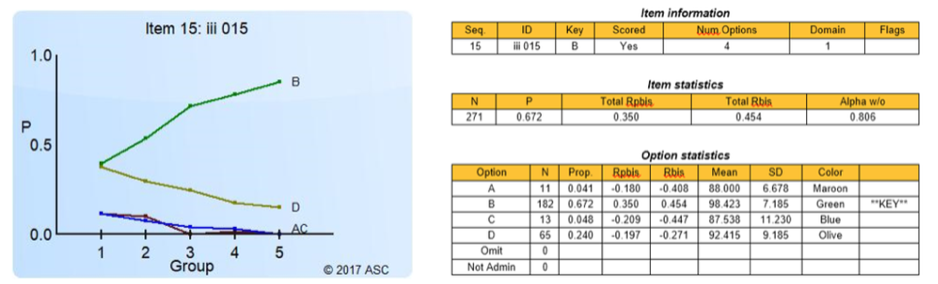 Item 15: iii 015
1.0
B
P
0.5
D
0.0
AC
1 2 3 4 5
Group
© 2017 ASC
Item information
Seq. ID Key Scored Num Options Domain Flags
15 iii 015 B Yes 4 1
Item statistics
N P Total Rpbis Total Rbis Alpha w/o
271 0.672 0.350 0.454 0.806
Option statistics
Option N Prop. Rpbis Rbis Mean SD Color
A 11 0.041 -0.180 -0.408 88.000 6.678 Maroon
B 182 0.672 0.350 0.454 98.423 7.185 Green **KEY**
C 13 0.048 -0.209 -0.447 87.538 11.230 Blue
D 65 0.240 -0.197 -0.271 92.415 9.185 Olive
Omit 0
Not Admin 0